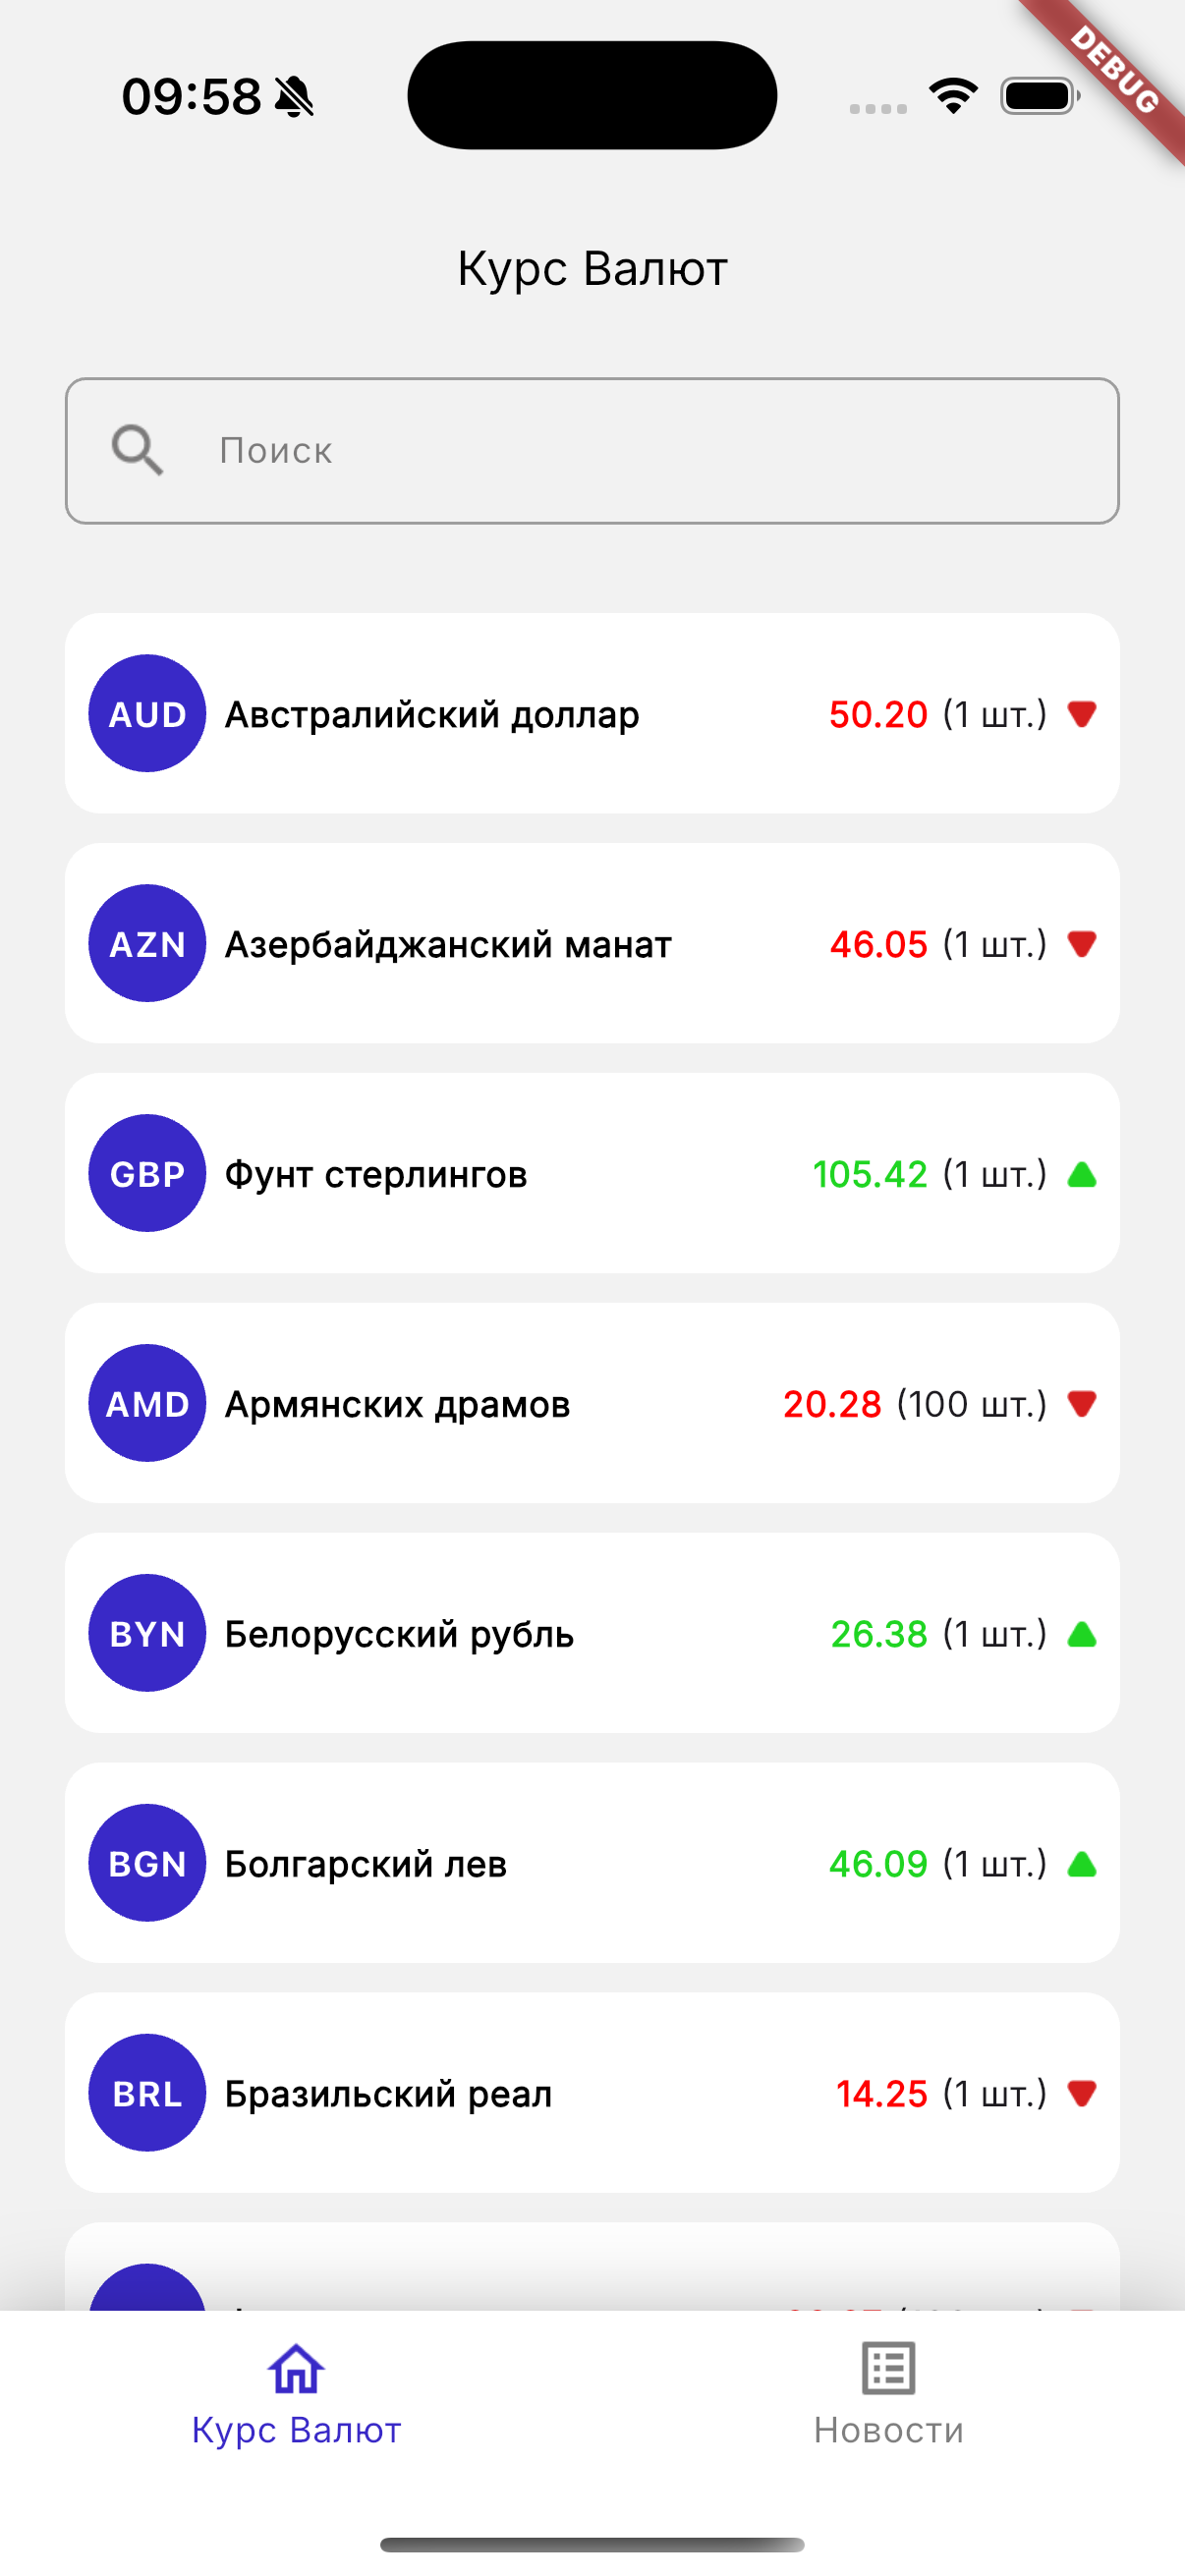 09:58
DEBUG
Курс Валют
Поиск
AUD Австралийский доллар 50.20 (1 шт.)
AZN Азербайджанский манат 46.05 (1 шт.)
GBP Фунт стерлингов 105.42 (1 шт.)
AMD Армянских драмов 20.28 (100 шт.)
BYN Белорусский рубль 26.38 (1 шт.)
BGN Болгарский лев 46.09 (1 шт.)
BRL Бразильский реал 14.25 (1 шт.)
Курс Валют Новости